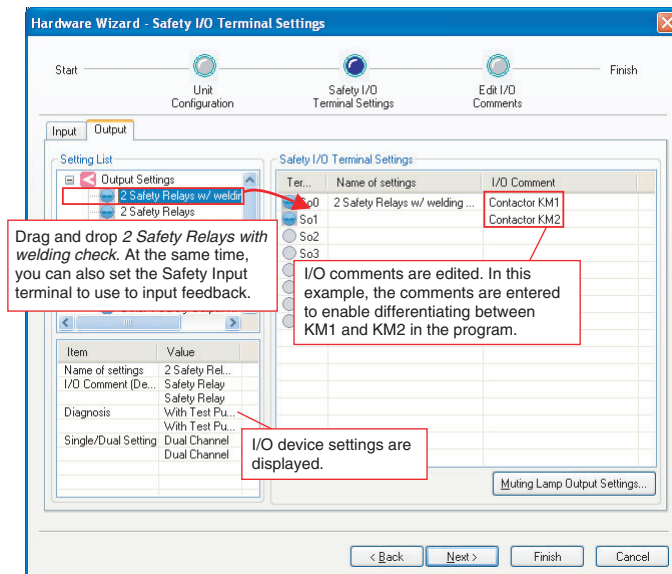 Hardware Wizard - Safety I/O Terminal Settings
Start
Unit
Configuration
Safety I/O
Terminal Settings
Edit I/O
Comments
Finish
Input
Output
Setting List
Output Settings
2 Safety Relays w/ weldin
2 Safety Relays
Drag and drop 2 Safety Relays with
welding check. At the same time,
you can also set the Safety Input
terminal to use to input feedback.
Item Value
Name of settings 2 Safety Rel...
I/O Comment (De... Safety Relay
Safety Relay
Diagnosis With Test Pu...
With Test Pu...
Single/Dual Setting Dual Channel
Dual Channel
I/O device settings are
displayed.
Safety I/O Terminal Settings
Ter... Name of settings I/O Comment
So0 2 Safety Relays w/ welding ... Contactor KM1
So1 Contactor KM2
So2
So3
I/O comments are edited. In this
example, the comments are entered
to enable differentiating between
KM1 and KM2 in the program.
Muting Lamp Output Settings...
< Back Next > Finish Cancel